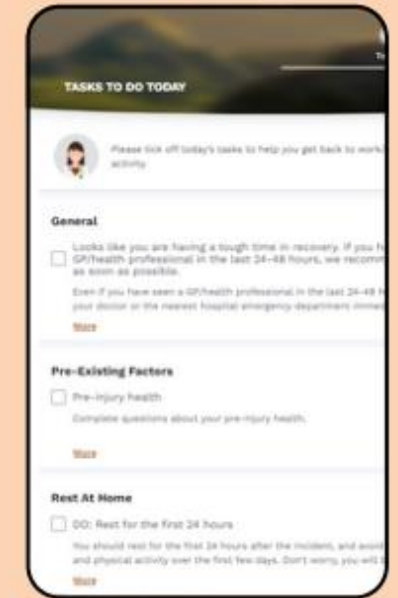 To
TASKS TO DO TODAY
Please tick off today's tasks to help you get back to work,
activity.
General
Looks like you are having a tough time in recovery. If you h
GP/health professional in the last 24-48 hours, we recomm
as soon as possible.
Even if you have seen a GP/health professional in the last 24-48 h
your doctor or the nearest hospital emergency department immed
More
Pre-Existing Factors
Pre-injury health
Complete questions about your pre-injury health.
More
Rest At Home
DO: Rest for the first 24 hours
You should rest for the first 24 hours after the incident, and avoid
and physical activity over the first few days. Don't worry, you will
More